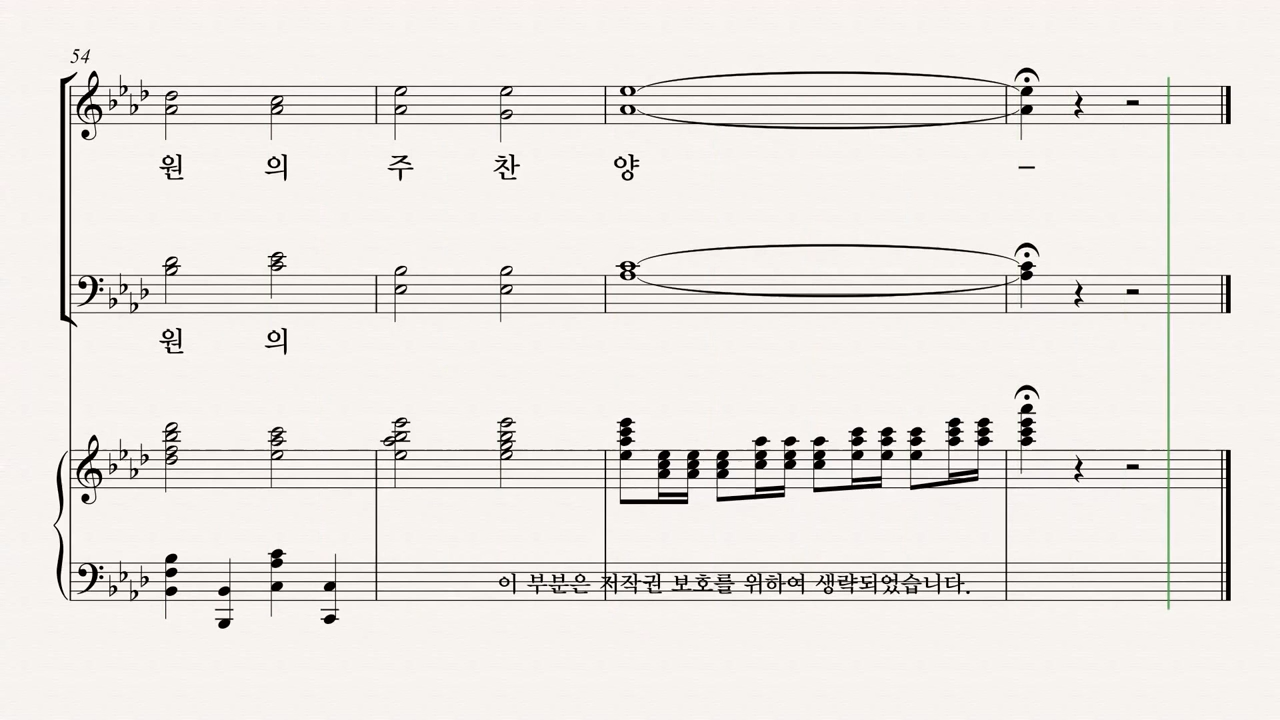 54
원 의 주 찬 양 –
원 의
이 부분은 저작권 보호를 위하여 생략되었습니다.